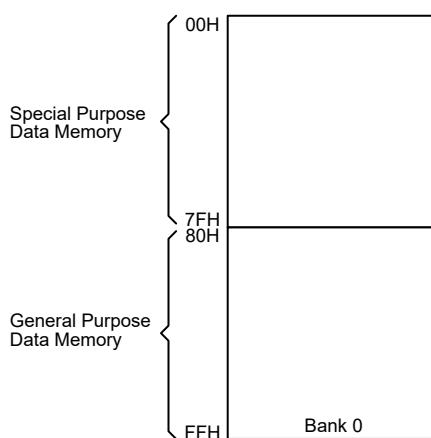 00H
Special Purpose
Data Memory
7FH
80H
General Purpose
Data Memory
FFH
Bank 0